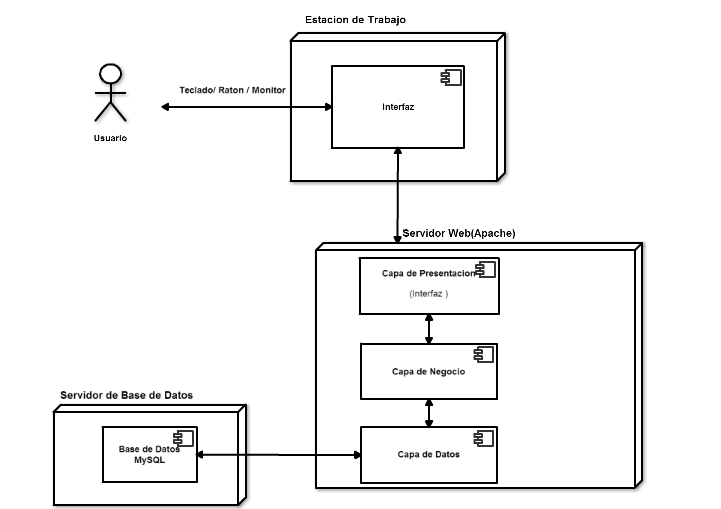 Estacion de Trabajo
Teclado/ Raton / Monitor
Interfaz
Usuario
Servidor Web(Apache)
Capa de Presentacion
(Interfaz )
Capa de Negocio
Servidor de Base de Datos
Base de Datos
MySQL
Capa de Datos